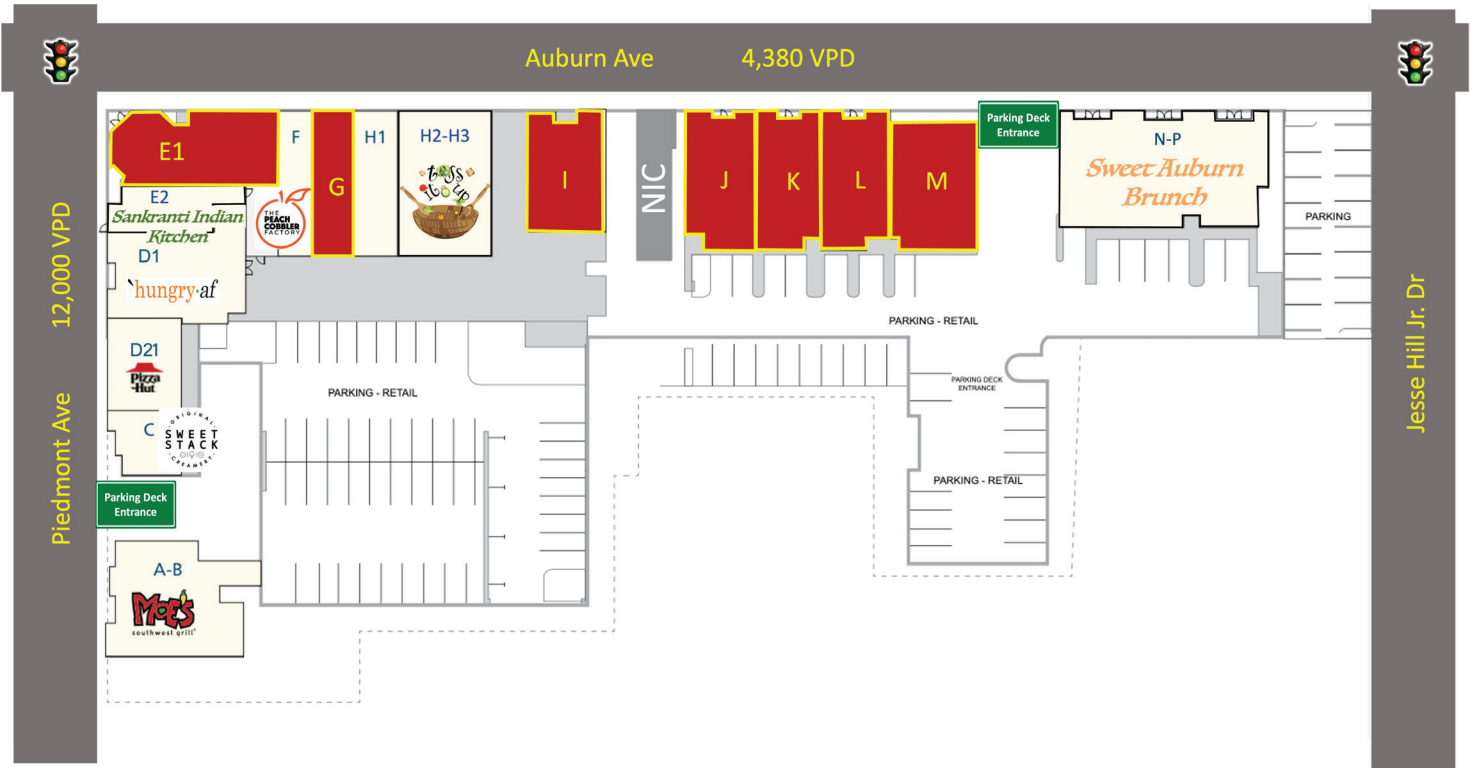 Auburn Ave 4,380 VPD
Parking Deck
Entrance
E1
F
G
H1
H2-H3
toss
it up
I
NIC
J
K
L
M
N-P
Sweet Auburn
Brunch
PARKING
E2
Sankranti Indian
Kitchen
THE
PEACH
COBBLER
FACTORY
D1
`hungry·af
PARKING - RETAIL
D21
Pizza
Hut
PARKING - RETAIL
PARKING DECK
ENTRANCE
C
ORIGINAL
SWEET
STACK
CREAMERY
PARKING - RETAIL
Parking Deck
Entrance
A-B
MOE'S
southwest grill
Piedmont Ave 12,000 VPD
Jesse Hill Jr. Dr